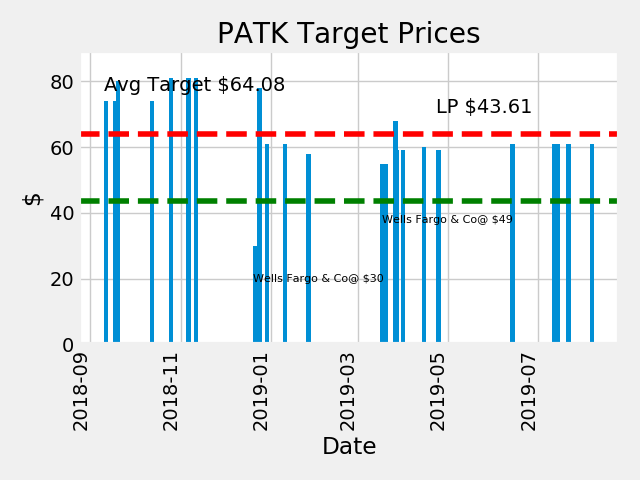 PATK Target Prices
Avg Target $64.08
LP $43.61
Wells Fargo & Co@ $49
Wells Fargo & Co@ $30
$
80
60
40
20
0
2018-09
2018-11
2019-01
2019-03
2019-05
2019-07
Date